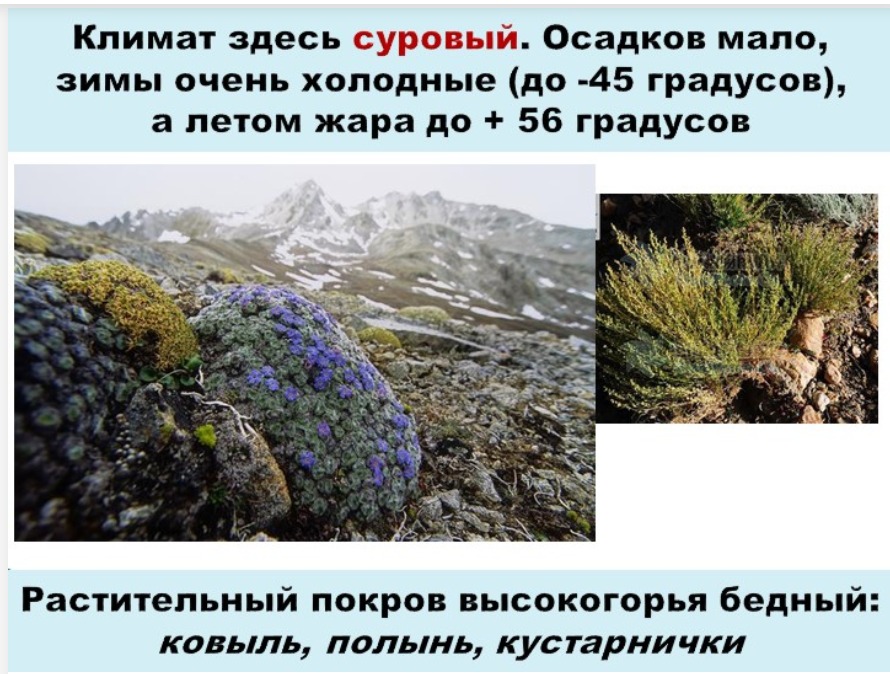 Климат здесь суровый. Осадков мало,
зимы очень холодные (до -45 градусов),
а летом жара до + 56 градусов
Растительный покров высокогорья бедный:
ковыль, полынь, кустарнички